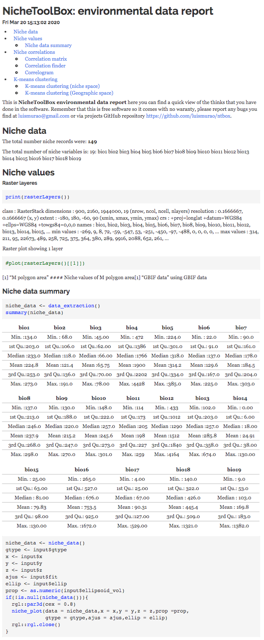 NicheToolBox: environmental data report
Fri Mar 20 15:13:02 2020
Niche data
Niche values
Niche data summary
Niche correlations
Correlation matrix
Correlation finder
Correlogram
K-means clustering
K-means clustering (niche space)
K-means clustering (Geographic space)
This is NicheToolBox environmental data report here you can find a quick view of the thinks that you have
done in the software. Remember that this is free software so it comes with no waranty, please report any bugs you
find at luismurao@gmail.com or via projects GitHub repository https://github.com/luismurao/ntbox.
Niche data
The total number niche records were: 149
The total number of niche variables is: 19: bio1 bio2 bio3 bio4 bio5 bio6 bio7 bio8 bio9 bio10 bio11 bio12 bio13
bio14 bio15 bio16 bio17 bio18 bio19
Niche values
Raster layeres
print(rasterLayers())
class : RasterStack dimensions : 900, 2160, 1944000, 19 (nrow, ncol, ncell, nlayers) resolution : 0.1666667,
0.1666667 (x, y) extent : -180, 180, -60, 90 (xmin, xmax, ymin, ymax) crs : +proj=longlat +datum=WGS84
+ellps=WGS84 +towgs84=0,0,0 names : bio1, bio2, bio3, bio4, bio5, bio6, bio7, bio8, bio9, bio10, bio11, bio12,
bio13, bio14, bio15, ... min values : -269, 9, 8, 72, -59, -547, 53, -251, -450, -97, -488, 0, 0, 0, 0, ... max values : 314,
211, 95, 22673, 489, 258, 725, 375, 364, 380, 289, 9916, 2088, 652, 261, ...
Raster plot showing 1 layer
#plot(rasterLayers()[[1]])
[1] "M polygon area" #### Niche values of M polygon area[1] "GBIF data" using GBIF data
Niche data summary
niche_data <- data_extraction()
summary(niche_data)
bio1 bio2 bio3 bio4 bio5 bio6 bio7
Min. :134.0 Min. : 68.0 Min. :45.00 Min. : 472 Min. :224.0 Min. : 22.0 Min. : 90.0
1st Qu.:203.0 1st Qu.:106.0 1st Qu.:62.00 1st Qu.:1386 1st Qu.:301.0 1st Qu.: 91.0 1st Qu.:161.0
Median :233.0 Median :118.0 Median :66.00 Median :1766 Median :318.0 Median :137.0 Median :178.0
Mean :224.8 Mean :121.4 Mean :65.73 Mean :1900 Mean :314.2 Mean :129.6 Mean :184.5
3rd Qu.:253.0 3rd Qu.:136.0 3rd Qu.:70.00 3rd Qu.:2202 3rd Qu.:334.0 3rd Qu.:167.0 3rd Qu.:204.0
Max. :273.0 Max. :191.0 Max. :78.00 Max. :4428 Max. :385.0 Max. :223.0 Max. :303.0
bio8 bio9 bio10 bio11 bio12 bio13 bio14
Min. :137.0 Min. :130.0 Min. :148.0 Min. :114 Min. : 433 Min. :102.0 Min. : 0.00
1st Qu.:213.0 1st Qu.:188.0 1st Qu.:222.0 1st Qu.:173 1st Qu.:1012 1st Qu.:203.0 1st Qu.: 6.00
Median :246.0 Median :220.0 Median :257.0 Median :205 Median :1290 Median :257.0 Median : 18.00
Mean :237.9 Mean :215.2 Mean :245.6 Mean :198 Mean :1512 Mean :285.8 Mean : 24.21
3rd Qu.:268.0 3rd Qu.:247.0 3rd Qu.:273.0 3rd Qu.:227 3rd Qu.:1840 3rd Qu.:338.0 3rd Qu.: 38.00
Max. :298.0 Max. :270.0 Max. :301.0 Max. :259 Max. :4164 Max. :674.0 Max. :130.00
bio15 bio16 bio17 bio18 bio19
Min. : 25.00 Min. : 263.0 Min. : 4.00 Min. : 140.0 Min. : 9.0
1st Qu.: 63.00 1st Qu.: 527.0 1st Qu.: 25.00 1st Qu.: 322.0 1st Qu.: 53.0
Median : 81.00 Median : 676.0 Median : 67.00 Median : 426.0 Median : 103.0
Mean : 79.83 Mean : 753.5 Mean : 90.31 Mean : 445.4 Mean : 169.8
3rd Qu.: 98.00 3rd Qu.: 925.0 3rd Qu.:127.00 3rd Qu.: 509.0 3rd Qu.: 183.0
Max. :130.00 Max. :1672.0 Max. :519.00 Max. :1321.0 Max. :1382.0
niche_data <- niche_data()
gtype <- input$gtype
x <- input$x
y <- input$y
z <- input$z
ajus <- input$fit
ellip <- input$ellips
prop <- as.numeric(input$ellipsoid_vol)
if(!is.null(niche_data())){
rgl::par3d(cex = 0.8)
niche_plot(data = niche_data,x = x,y = y,z = z,prop =prop,
gtype = gtype,ajus = ajus,ellip = ellip)
rgl::rgl.close()
}